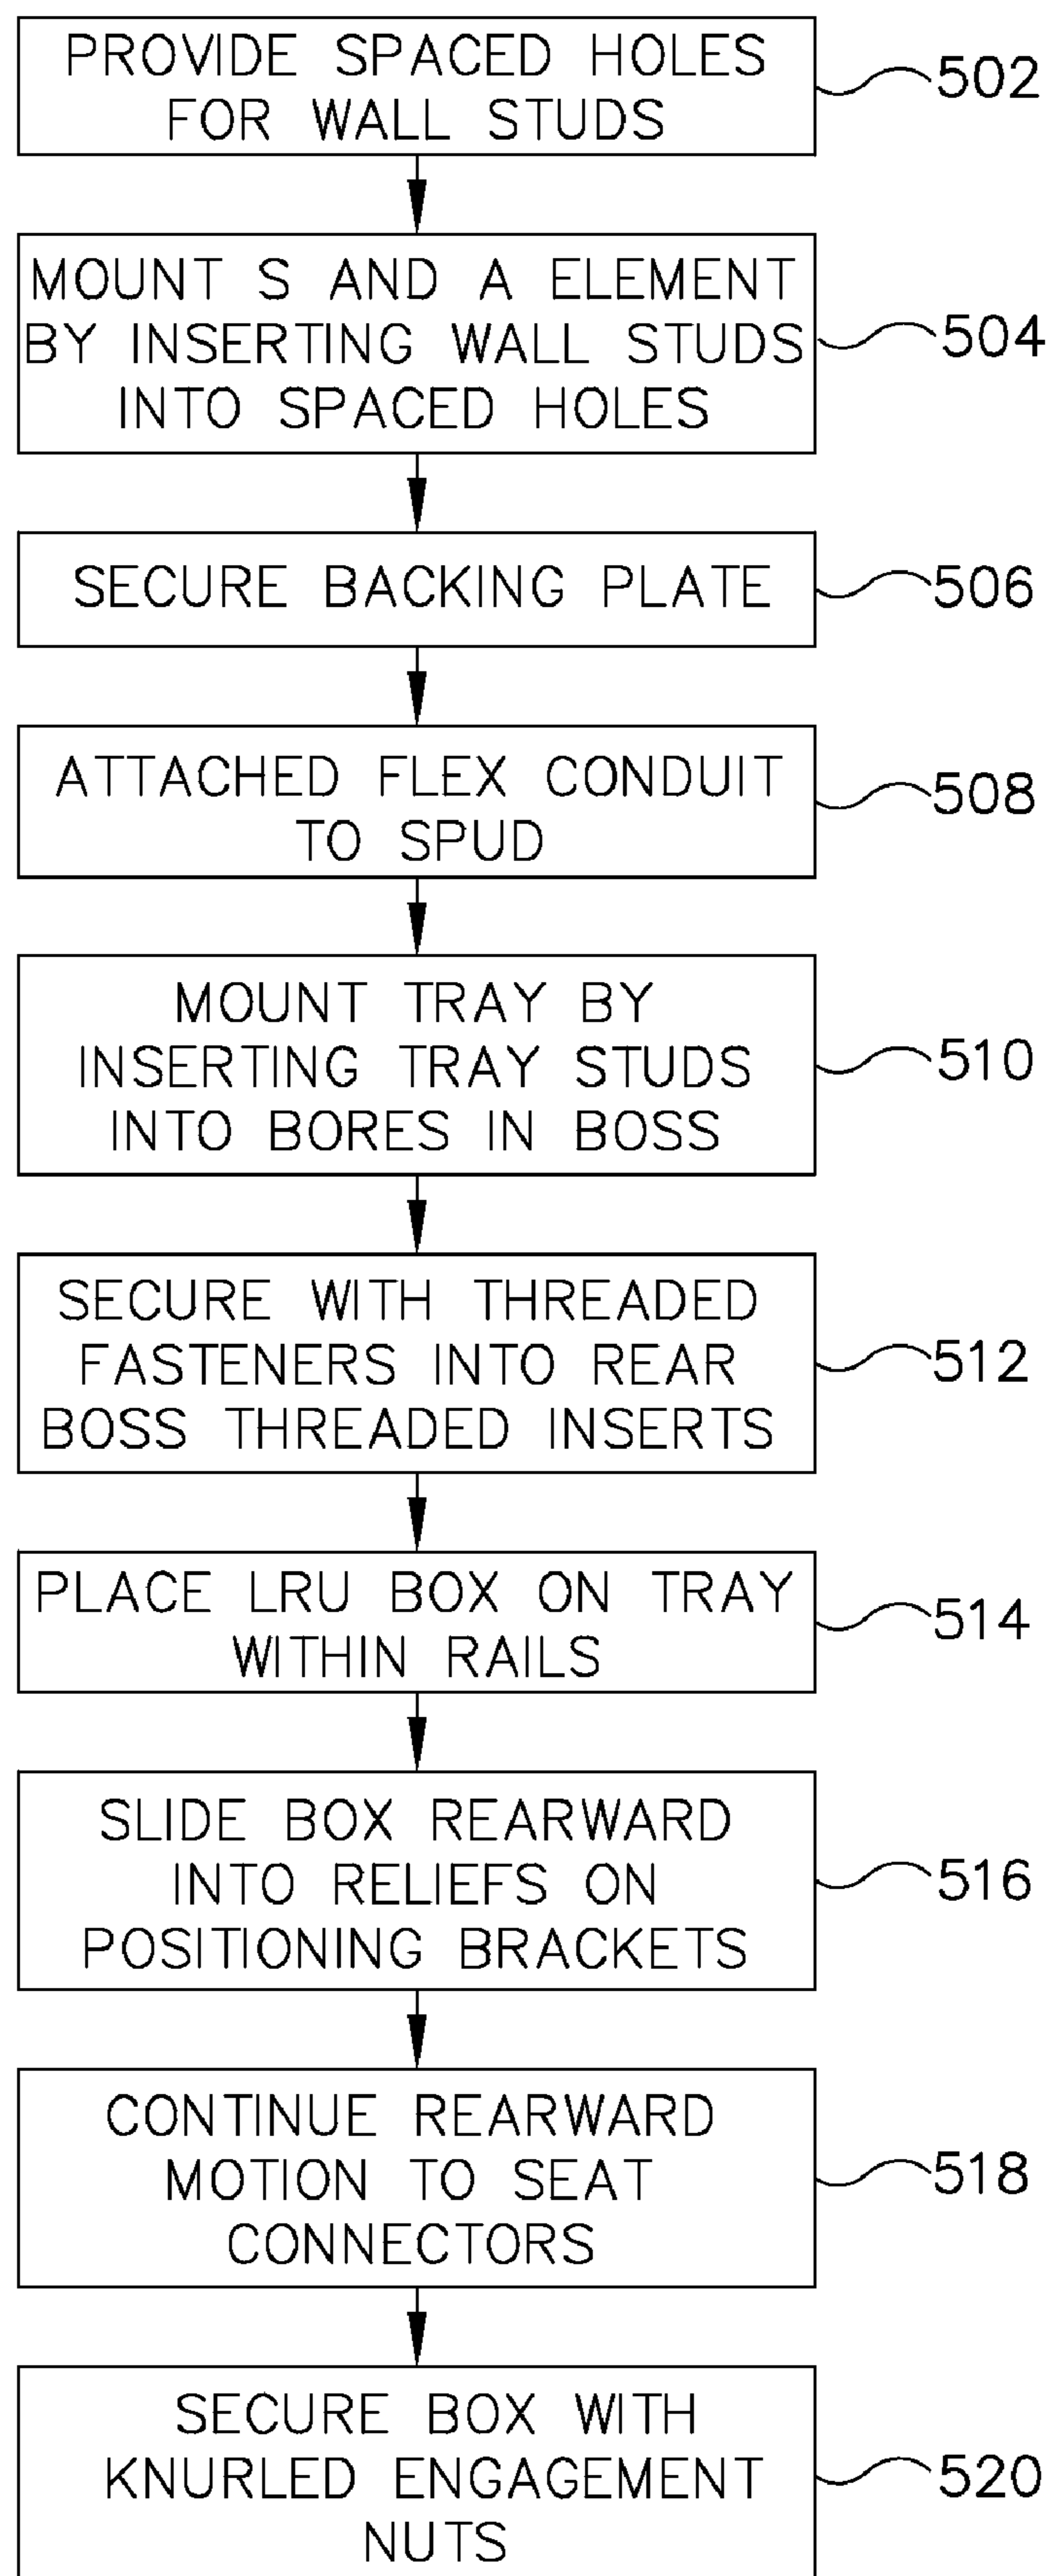 PROVIDE SPACED HOLES
FOR WALL STUDS
502
MOUNT S AND A ELEMENT
BY INSERTING WALL STUDS
INTO SPACED HOLES
504
SECURE BACKING PLATE
506
ATTACHED FLEX CONDUIT
TO SPUD
508
MOUNT TRAY BY
INSERTING TRAY STUDS
INTO BORES IN BOSS
510
SECURE WITH THREADED
FASTENERS INTO REAR
BOSS THREADED INSERTS
512
PLACE LRU BOX ON TRAY
WITHIN RAILS
514
SLIDE BOX REARWARD
INTO RELIEFS ON
POSITIONING BRACKETS
516
CONTINUE REARWARD
MOTION TO SEAT
CONNECTORS
518
SECURE BOX WITH
KNURLED ENGAGEMENT
NUTS
520